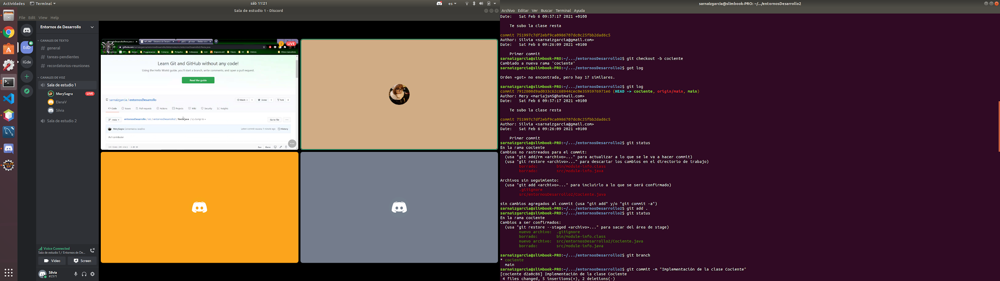 Actividades
Terminal
sáb 11:21
es
Sala de estudio 1 - Discord
File Edit View Help
Entornos de Desarrollo
CANALES DE TEXTO
# general
# tareas-pendientes
# recordatorios-reuniones
CANALES DE VOZ
Sala de estudio 1
MerySagra LIVE
ElenaV
Silvia
Sala de estudio 2
EdD
IGde
Voice Connected
Sala de estudio 1 / Entornos de De...
Video
Screen
Silvia
#2371
LIVE
Learn Git and GitHub without any code!
Using the Hello World guide, you'll start a branch, write comments, and open a pull request.
Read the guide
sarnaizgarcia / entornosDesarrollo
Watch 1 Unstar 1 Fork 0
Code Issues Pull requests Actions Projects Wiki Security Insights
resta entornosDesarrollo / src / entornosDesarrollo2 / Resta.java / Jump to
Go to file
MerySagra Comentarios JavaDoc
Latest commit 1 minute ago History
1 contributor
Raw Blame
sarnaizgarcia@slimbook-PRO: ~/.../entornosDesarrollo2
Archivo Editar Ver Buscar Terminal Ayuda
Date:   Sat Feb 6 09:57:17 2021 +0100
Te subo la clase resta
commit 751997c7df2ebf9ca0986707dc0c25fbb2dad6c5
Author: Silvia <sarnaizgarcia@gmail.com>
Date:   Sat Feb 6 09:26:09 2021 +0100
Primer commit
sarnaizgarcia@slimbook-PRO:~/.../entornosDesarrollo2$ git checkout -b cociente
Cambiado a nueva rama 'cociente'
sarnaizgarcia@slimbook-PRO:~/.../entornosDesarrollo2$ got log
Orden «got» no encontrada, pero hay 17 similares.
sarnaizgarcia@slimbook-PRO:~/.../entornosDesarrollo2$ git log
commit 7912800d9ad033c62c68944cec0e3595976971e6 (HEAD -> cociente, origin/main, main)
Author: Mery <mariajsm5@hotmail.com>
Date:   Sat Feb 6 09:57:17 2021 +0100
Te subo la clase resta
commit 751997c7df2ebf9ca0986707dc0c25fbb2dad6c5
Author: Silvia <sarnaizgarcia@gmail.com>
Date:   Sat Feb 6 09:26:09 2021 +0100
Primer commit
sarnaizgarcia@slimbook-PRO:~/.../entornosDesarrollo2$ git status
En la rama cociente
Cambios no rastreados para el commit:
(usa "git add/rm <archivo>..." para actualizar a lo que se le va a hacer commit)
(usa "git restore <archivo>..." para descartar los cambios en el directorio de trabajo)
borrado:        bin/module-info.class
borrado:        src/module-info.java
Archivos sin seguimiento:
(usa "git add <archivo>..." para incluirlo a lo que se será confirmado)
.gitignore
src/entornosDesarrollo2/Cociente.java
sin cambios agregados al commit (usa "git add" y/o "git commit -a")
sarnaizgarcia@slimbook-PRO:~/.../entornosDesarrollo2$ git add .
sarnaizgarcia@slimbook-PRO:~/.../entornosDesarrollo2$ git status
En la rama cociente
Cambios a ser confirmados:
(usa "git restore --staged <archivo>..." para sacar del área de stage)
nuevo archivo:  .gitignore
borrado:        bin/module-info.class
nuevo archivo:  src/entornosDesarrollo2/Cociente.java
borrado:        src/module-info.java
sarnaizgarcia@slimbook-PRO:~/.../entornosDesarrollo2$ git branch
* cociente
main
sarnaizgarcia@slimbook-PRO:~/.../entornosDesarrollo2$ git commit -m "Implementación de la clase Cociente"
[cociente d2a0c86] Implementación de la clase Cociente
4 files changed, 5 insertions(+), 2 deletions(-)